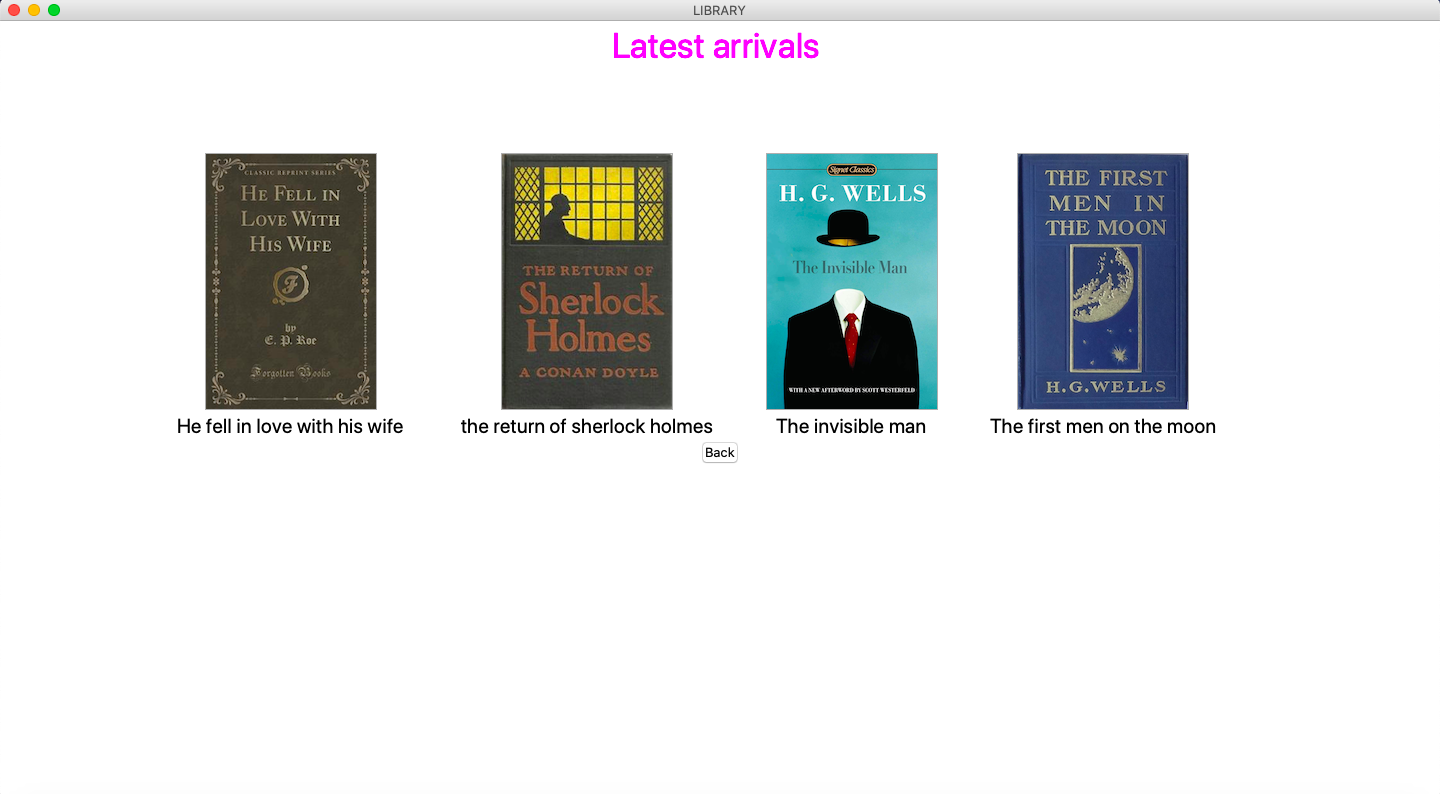 LIBRARY
Latest arrivals
CLASSIC REPRINT SERIES
HE FELL IN
LOVE WITH
HIS WIFE
F
by
E. P. Roe
Forgotten Books
THE RETURN OF
Sherlock
Holmes
A CONAN DOYLE
Signet Classics
H. G. WELLS
The Invisible Man
WITH A NEW AFTERWORD BY SCOTT WESTERFELD
THE FIRST
MEN IN
THE MOON
H.G.WELLS
He fell in love with his wife
the return of sherlock holmes
The invisible man
The first men on the moon
Back